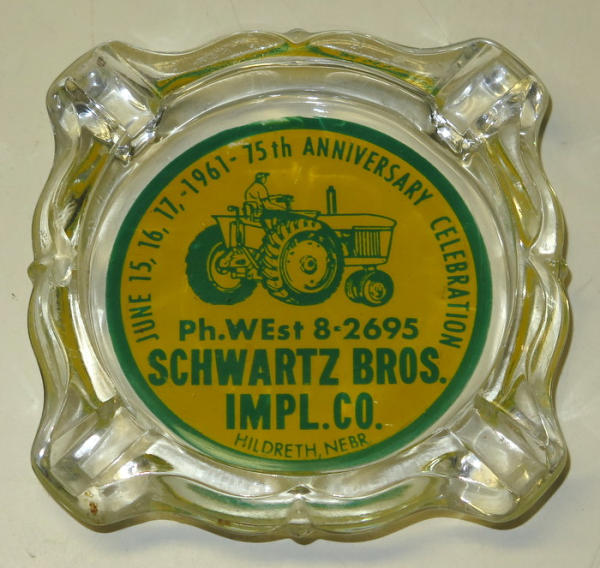 JUNE 15, 16, 17,-1961-75th ANNIVERSARY CELEBRATION
Ph.WEst 8-2695
SCHWARTZ BROS.
IMPL.CO.
HILDRETH, NEBR.